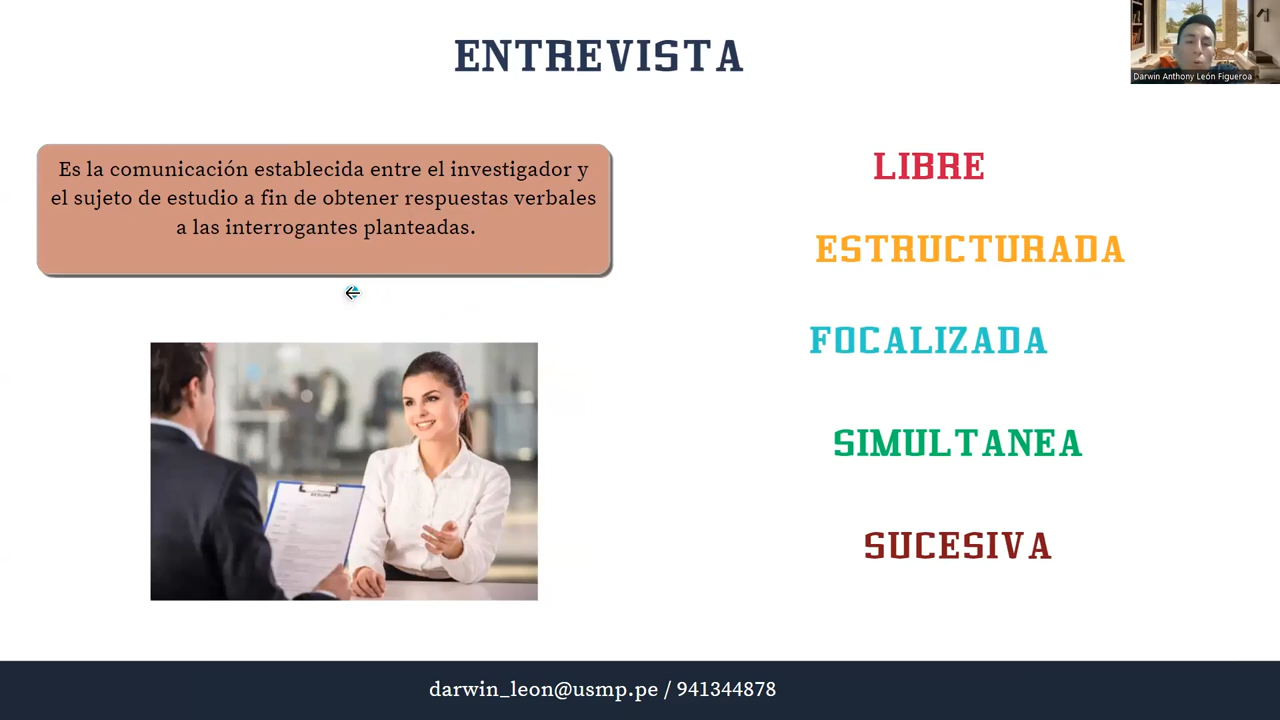 ENTREVISTA
Darwin Anthony León Figueroa
Es la comunicación establecida entre el investigador y
el sujeto de estudio a fin de obtener respuestas verbales
a las interrogantes planteadas.
LIBRE
ESTRUCTURADA
FOCALIZADA
SIMULTANEA
SUCESIVA
RESUME
darwin_leon@usmp.pe / 941344878